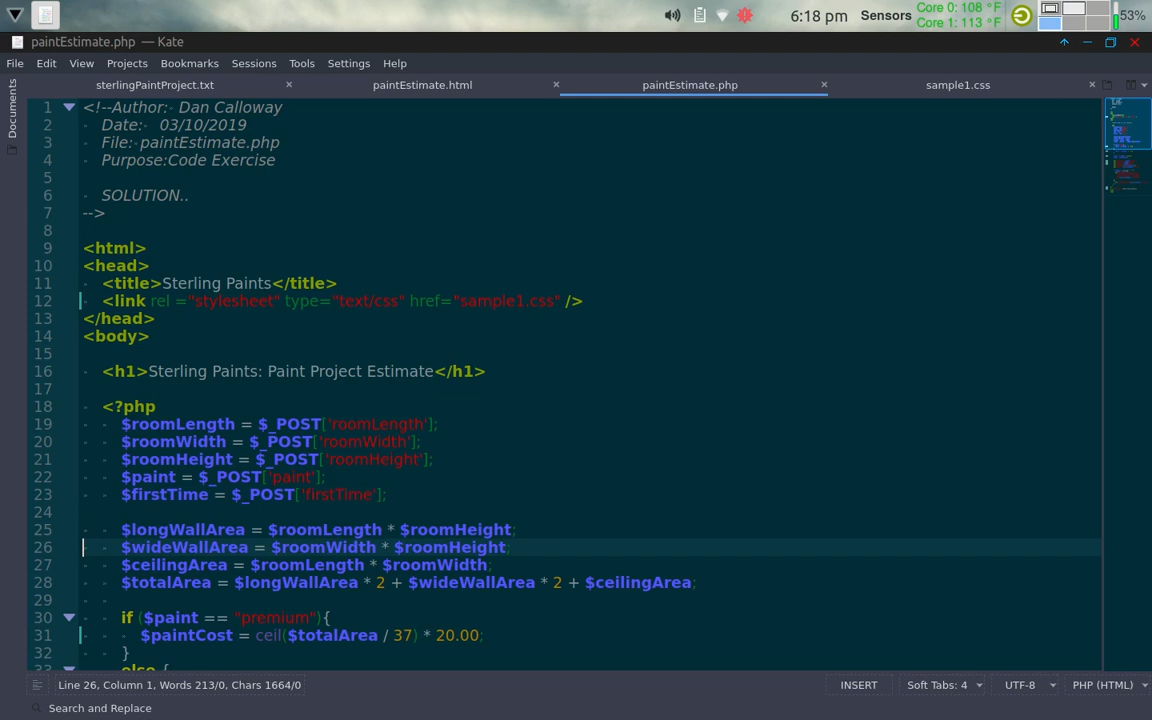 6:18 pm Sensors Core 0: 108 °F 53%
Core 1: 113 °F
paintEstimate.php — Kate
File Edit View Projects Bookmarks Sessions Tools Settings Help
sterlingPaintProject.txt paintEstimate.html paintEstimate.php sample1.css
Documents
1 <!--Author: Dan Calloway
2 Date: 03/10/2019
3 File: paintEstimate.php
4 Purpose:Code Exercise
5
6 SOLUTION..
7 -->
8
9 <html>
10 <head>
11 <title>Sterling Paints</title>
12 <link rel ="stylesheet" type="text/css" href="sample1.css" />
13 </head>
14 <body>
15
16 <h1>Sterling Paints: Paint Project Estimate</h1>
17
18 <?php
19 $roomLength = $_POST['roomLength'];
20 $roomWidth = $_POST['roomWidth'];
21 $roomHeight = $_POST['roomHeight'];
22 $paint = $_POST['paint'];
23 $firstTime = $_POST['firstTime'];
24
25 $longWallArea = $roomLength * $roomHeight;
26 $wideWallArea = $roomWidth * $roomHeight;
27 $ceilingArea = $roomLength * $roomWidth;
28 $totalArea = $longWallArea * 2 + $wideWallArea * 2 + $ceilingArea;
29
30 if ($paint == "premium"){
31 $paintCost = ceil($totalArea / 37) * 20.00;
32 }
33 else {
Line 26, Column 1, Words 213/0, Chars 1664/0 INSERT Soft Tabs: 4 UTF-8 PHP (HTML)
Search and Replace